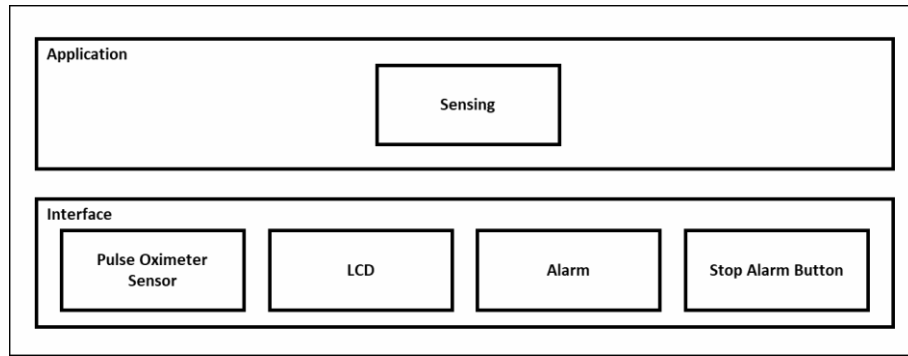 Application
Sensing
Interface
Pulse Oximeter
Sensor
LCD
Alarm
Stop Alarm Button